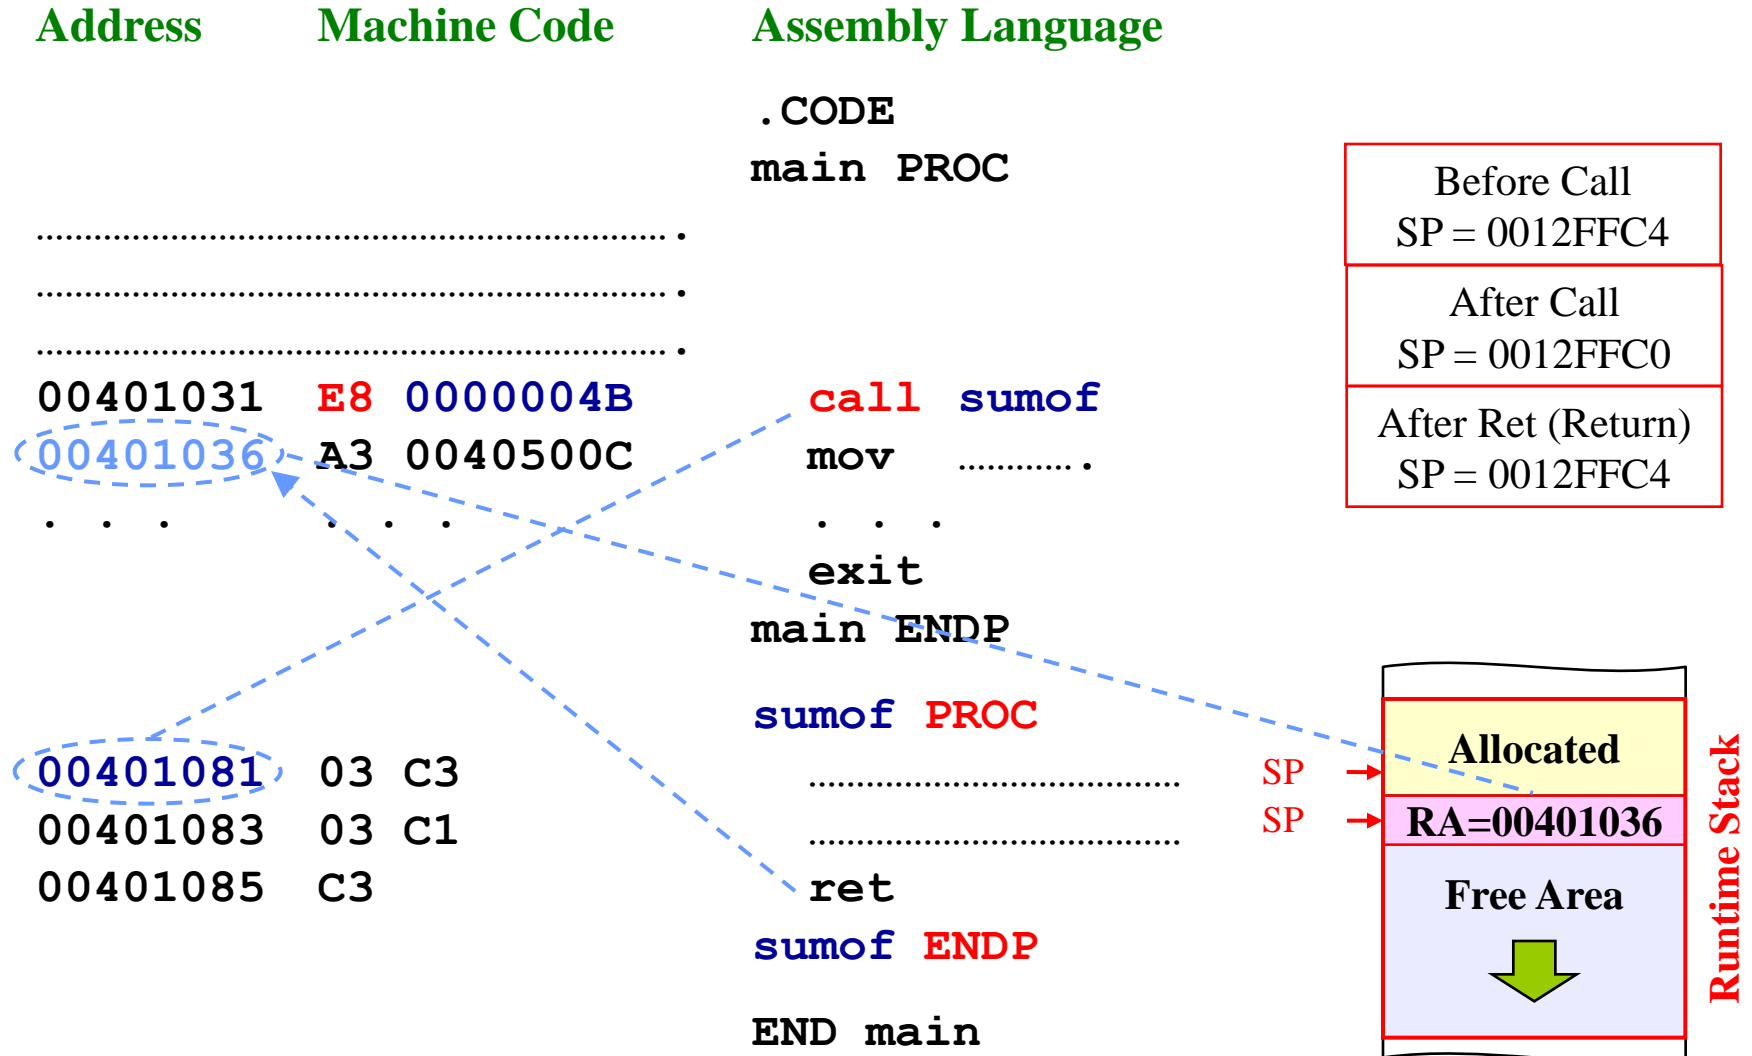 Address Machine Code Assembly Language
.CODE
main PROC
.................................................................
.................................................................
.................................................................
00401031 E8 0000004B call sumof
00401036 A3 0040500C mov .............
. . . . . . . . .
exit
main ENDP
sumof PROC
00401081 03 C3 .......................................
00401083 03 C1 .......................................
00401085 C3 ret
sumof ENDP
END main
Before Call
SP = 0012FFC4
After Call
SP = 0012FFC0
After Ret (Return)
SP = 0012FFC4
SP
SP
Allocated
RA=00401036
Free Area
Runtime Stack